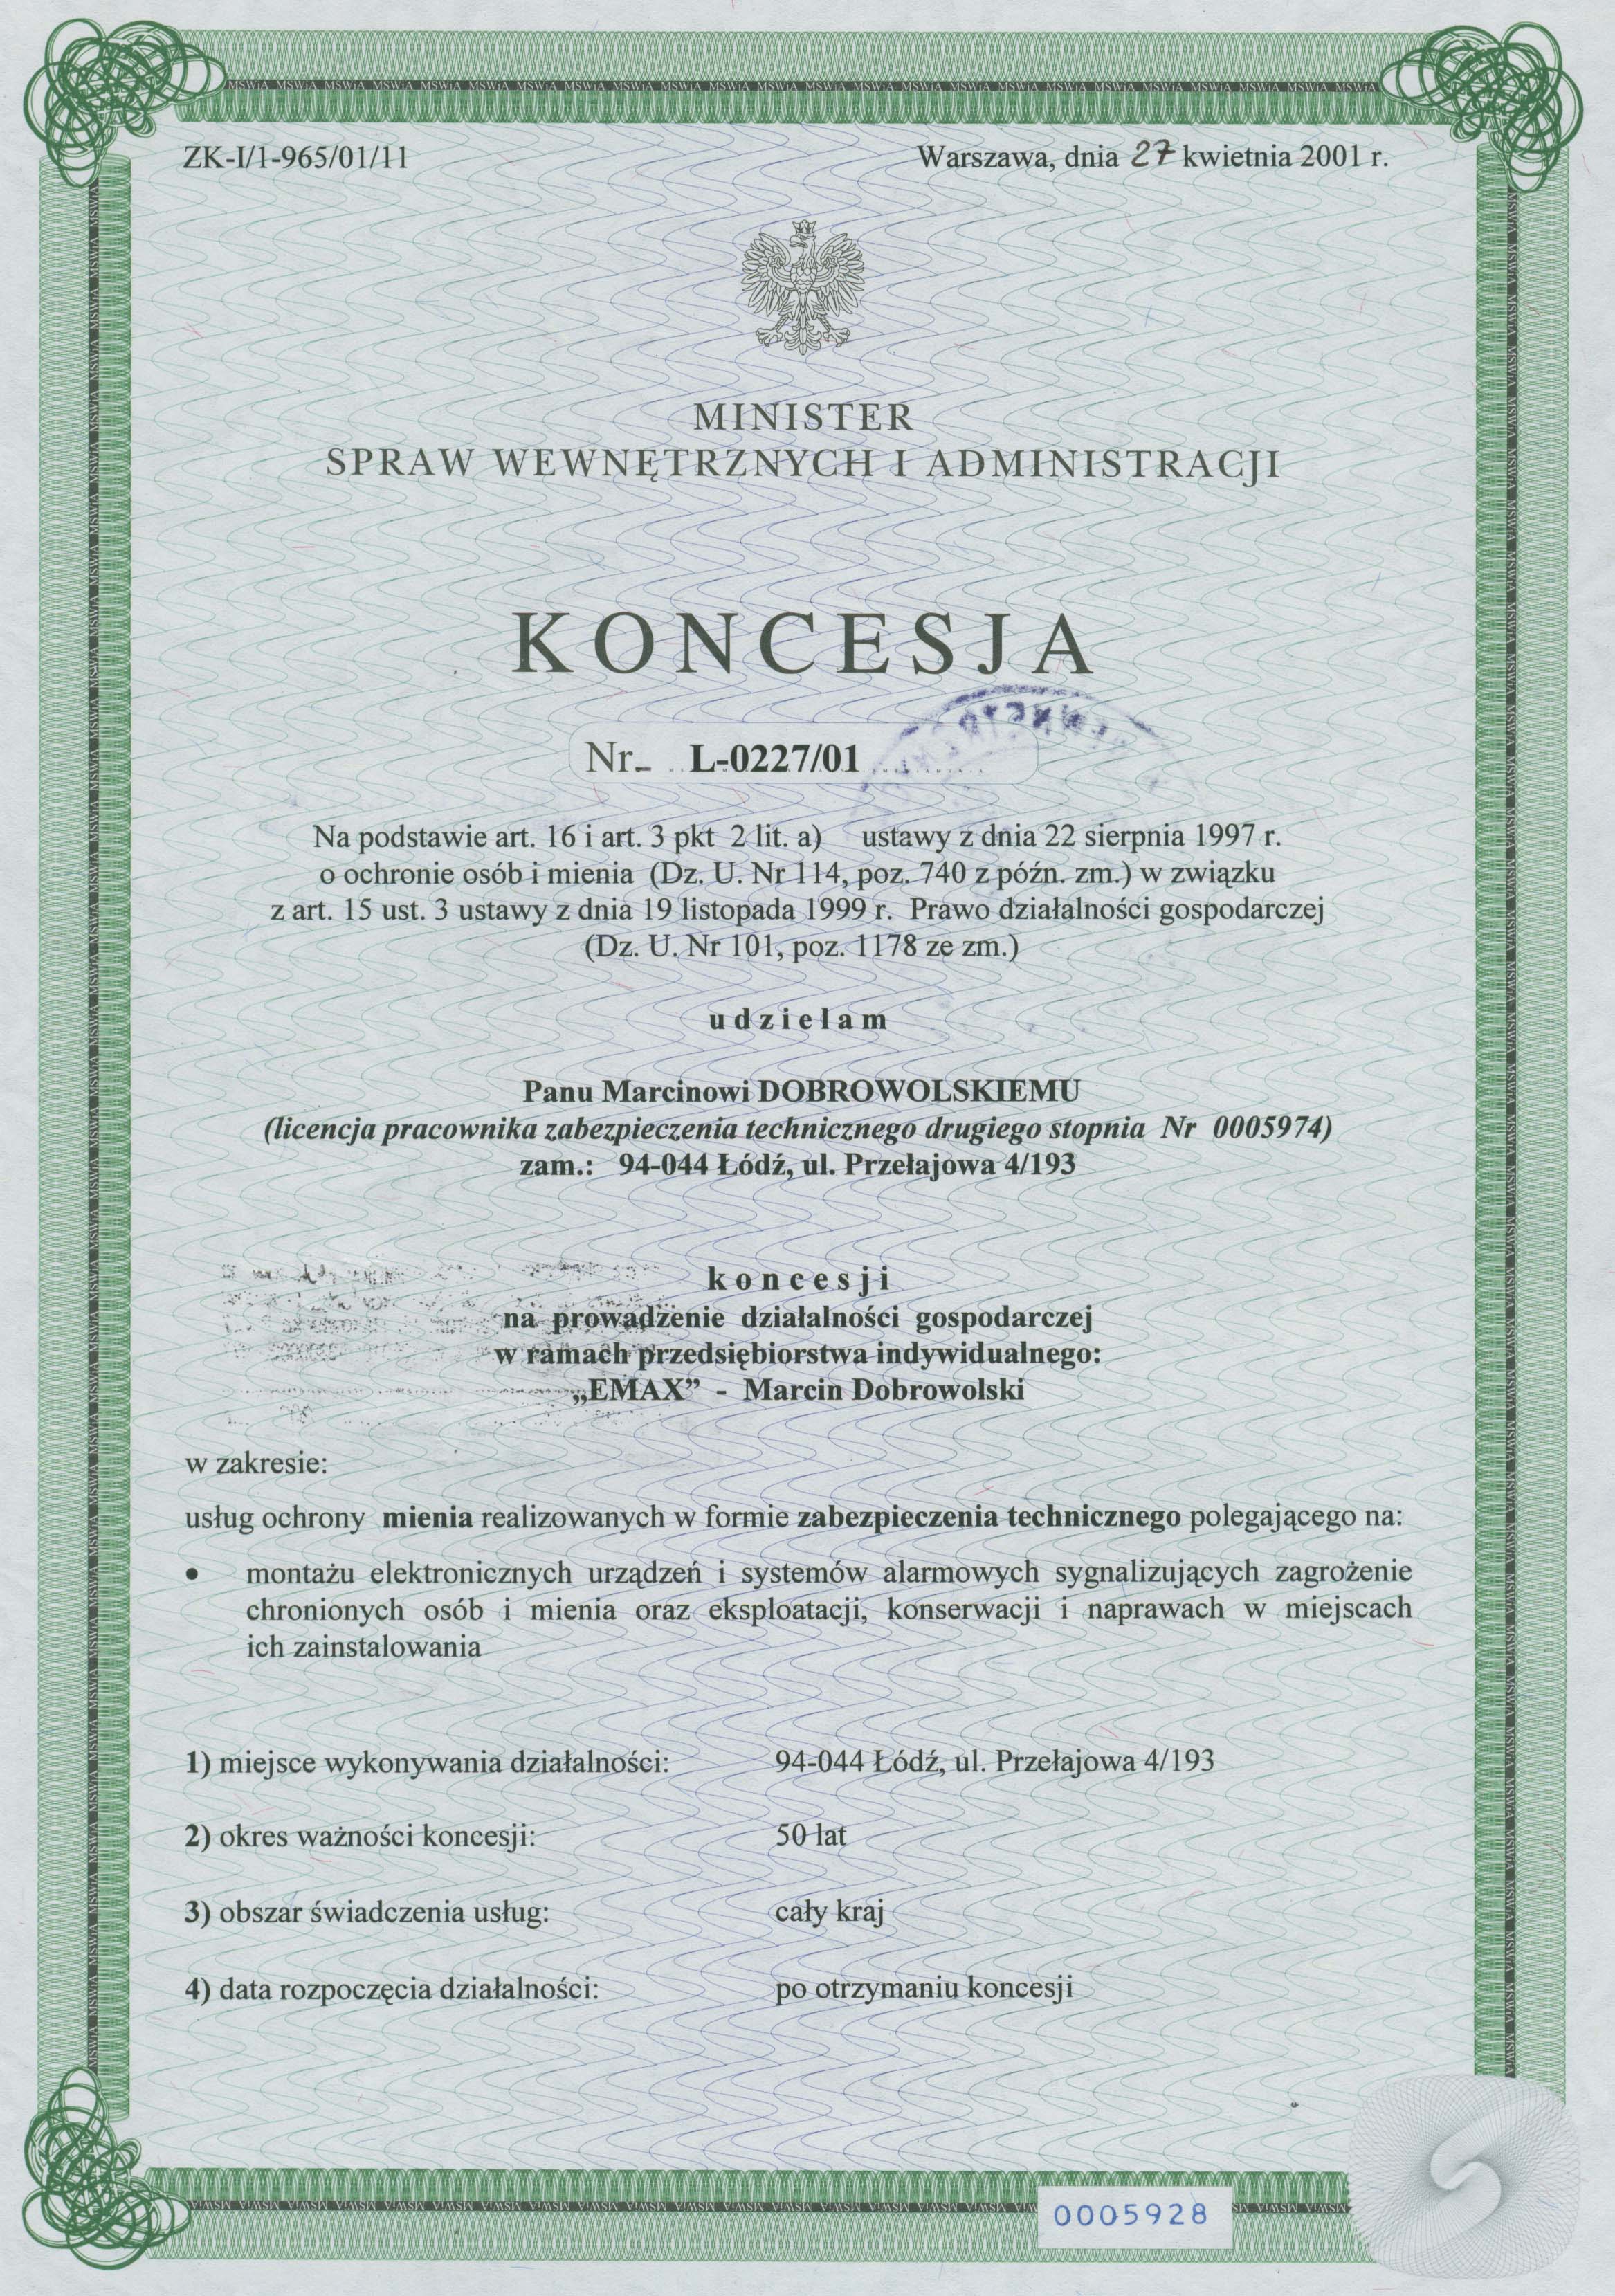 ZK-I/1-965/01/11
Warszawa, dnia 27 kwietnia 2001 r.
MINISTER
SPRAW WEWNĘTRZNYCH I ADMINISTRACJI
KONCESJA
Nr L-0227/01
Na podstawie art. 16 i art. 3 pkt 2 lit. a) ustawy z dnia 22 sierpnia 1997 r.
o ochronie osób i mienia (Dz. U. Nr 114, poz. 740 z późn. zm.) w związku
z art. 15 ust. 3 ustawy z dnia 19 listopada 1999 r. Prawo działalności gospodarczej
(Dz. U. Nr 101, poz. 1178 ze zm.)
udzielam
Panu Marcinowi DOBROWOLSKIEMU
(licencja pracownika zabezpieczenia technicznego drugiego stopnia Nr 0005974)
zam.: 94-044 Łódź, ul. Przełajowa 4/193
koncesji
na prowadzenie działalności gospodarczej
w ramach przedsiębiorstwa indywidualnego:
„EMAX” - Marcin Dobrowolski
w zakresie:
usług ochrony mienia realizowanych w formie zabezpieczenia technicznego polegającego na:
• montażu elektronicznych urządzeń i systemów alarmowych sygnalizujących zagrożenie
chronionych osób i mienia oraz eksploatacji, konserwacji i naprawach w miejscach
ich zainstalowania
1) miejsce wykonywania działalności: 94-044 Łódź, ul. Przełajowa 4/193
2) okres ważności koncesji: 50 lat
3) obszar świadczenia usług: cały kraj
4) data rozpoczęcia działalności: po otrzymaniu koncesji
0005928